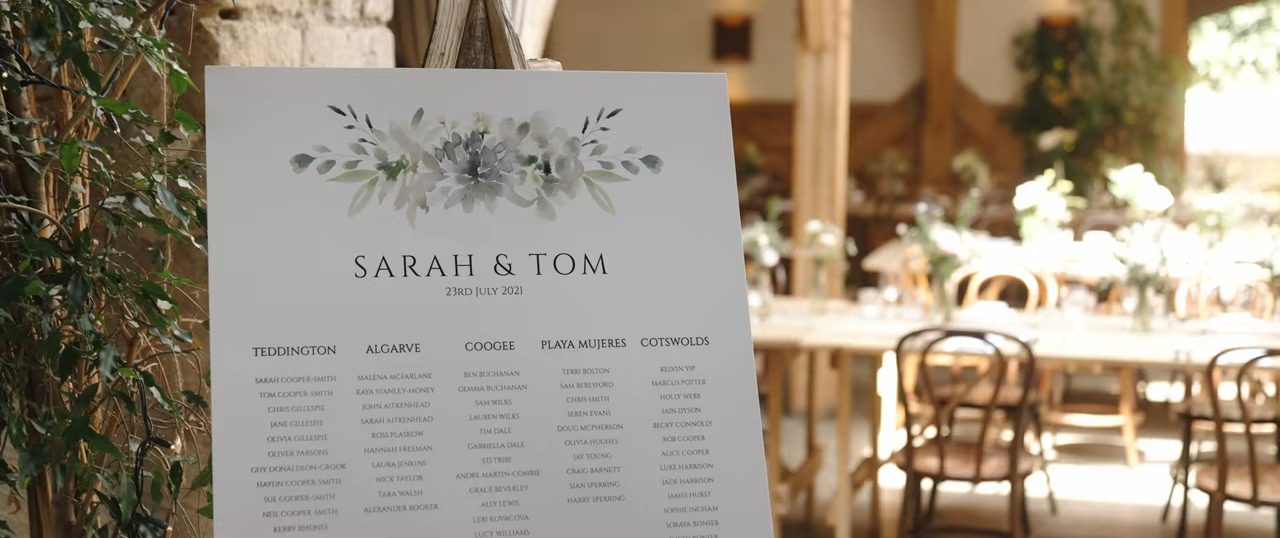 SARAH & TOM
23RD JULY 2021
TEDDINGTON
SARAH COOPER-SMITH
TOM COOPER-SMITH
CHRIS GILLESPIE
JANE GILLESPIE
OLIVIA GILLESPIE
OLIVER PARSONS
GUY DONALDSON-CROOK
HAYDN COOPER-SMITH
SUE COOPER-SMITH
NEIL COOPER-SMITH
KERRY
ALGARVE
MALENA MCFARLANE
KAYA STANLEY-MONEY
JOHN AITKENHEAD
SARAH AITKENHEAD
ROSS PLASKOW
HANNAH FREEMAN
LAURA JENKINS
NICK TAYLOR
TARA WALSH
ALEXANDER BOOKER
COOGEE
BEN BUCHANAN
GEMMA BUCHANAN
SAM WILKS
LAUREN WILKS
TIM DALE
GABRIELLA DALE
ED TRIBE
ANDRE MARTIN-COMRIE
GRACE BEVERLEY
ALLY LEWIS
LEXI KOVACOVA
LUCY WILLIAMS
PLAYA MUJERES
TERRI BOLTON
SAM BERESFORD
CHRIS SMITH
SEREN EVANS
DOUG MCPHERSON
OLIVIA HUGHES
JAY YOUNG
CRAIG BARNETT
SIAN SPERRING
HARRY SPERRING
COTSWOLDS
KELVIN YIP
MARCUS POTTER
HOLLY WEBB
IAIN DYSON
BECKY CONNOLLY
ROB COOPER
ALICE COOPER
LUKE HARRISON
JADE HARRISON
JAMES HURST
SOPHIE INCHAM
SORAYA BONSER